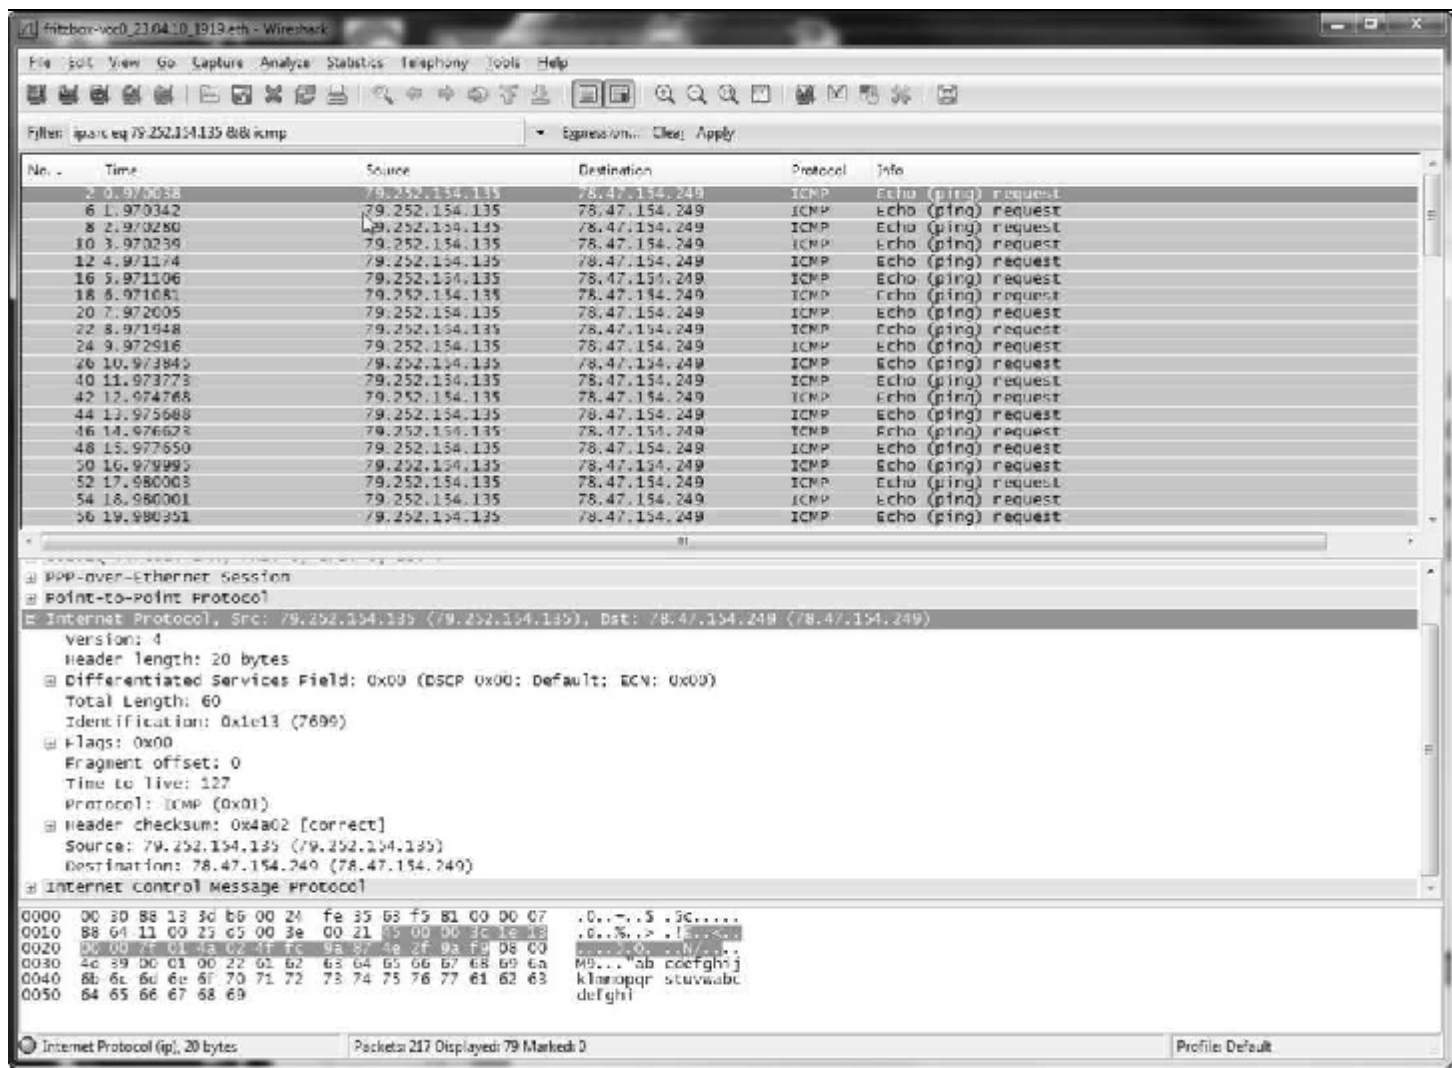 fritzbox-vcc0_23.04.10_1919.eth - Wireshark
File Edit View Go Capture Analyze Statistics Telephony Tools Help
Filter: ip.src eq 79.252.154.135 && icmp Expression... Clear Apply
No. . Time Source Destination Protocol Info
2 0.970038 79.252.154.135 78.47.154.249 ICMP Echo (ping) request
6 1.970342 79.252.154.135 78.47.154.249 ICMP Echo (ping) request
8 2.970280 79.252.154.135 78.47.154.249 ICMP Echo (ping) request
10 3.970239 79.252.154.135 78.47.154.249 ICMP Echo (ping) request
12 4.971174 79.252.154.135 78.47.154.249 ICMP Echo (ping) request
16 5.971106 79.252.154.135 78.47.154.249 ICMP Echo (ping) request
18 6.971081 79.252.154.135 78.47.154.249 ICMP Echo (ping) request
20 7.972005 79.252.154.135 78.47.154.249 ICMP Echo (ping) request
22 8.971948 79.252.154.135 78.47.154.249 ICMP Echo (ping) request
24 9.972916 79.252.154.135 78.47.154.249 ICMP Echo (ping) request
26 10.973845 79.252.154.135 78.47.154.249 ICMP Echo (ping) request
40 11.973773 79.252.154.135 78.47.154.249 ICMP Echo (ping) request
42 12.974768 79.252.154.135 78.47.154.249 ICMP Echo (ping) request
44 13.975688 79.252.154.135 78.47.154.249 ICMP Echo (ping) request
46 14.976623 79.252.154.135 78.47.154.249 ICMP Echo (ping) request
48 15.977650 79.252.154.135 78.47.154.249 ICMP Echo (ping) request
50 16.979995 79.252.154.135 78.47.154.249 ICMP Echo (ping) request
52 17.980003 79.252.154.135 78.47.154.249 ICMP Echo (ping) request
54 18.980001 79.252.154.135 78.47.154.249 ICMP Echo (ping) request
56 19.980351 79.252.154.135 78.47.154.249 ICMP Echo (ping) request
PPP-over-Ethernet Session
Point-to-Point Protocol
Internet Protocol, Src: 79.252.154.135 (79.252.154.135), Dst: 78.47.154.249 (78.47.154.249)
Version: 4
Header length: 20 bytes
Differentiated Services Field: 0x00 (DSCP 0x00: Default; ECN: 0x00)
Total Length: 60
Identification: 0x1e13 (7699)
Flags: 0x00
Fragment offset: 0
Time to live: 127
Protocol: ICMP (0x01)
Header checksum: 0x4a02 [correct]
Source: 79.252.154.135 (79.252.154.135)
Destination: 78.47.154.249 (78.47.154.249)
Internet Control Message Protocol
0000 00 30 88 13 3d b6 00 24 fe 35 63 f5 81 00 00 07 .0..=..$ .5c.....
0010 88 64 11 00 25 d5 00 3e 00 21 45 00 00 3c 1e 13 .d..%..> .!E..<..
0020 00 00 7f 01 4a 02 4f fc 9a 87 4e 2f 9a f9 08 00 ....J.O. ..N/....
0030 4d 39 00 01 00 22 61 62 63 64 65 66 67 68 69 6a M9..."ab cdefghij
0040 6b 6c 6d 6e 6f 70 71 72 73 74 75 76 77 61 62 63 klmnopqr stuvwabc
0050 64 65 66 67 68 69 defghi
Internet Protocol (ip), 20 bytes Packets: 217 Displayed: 79 Marked: 0 Profile: Default